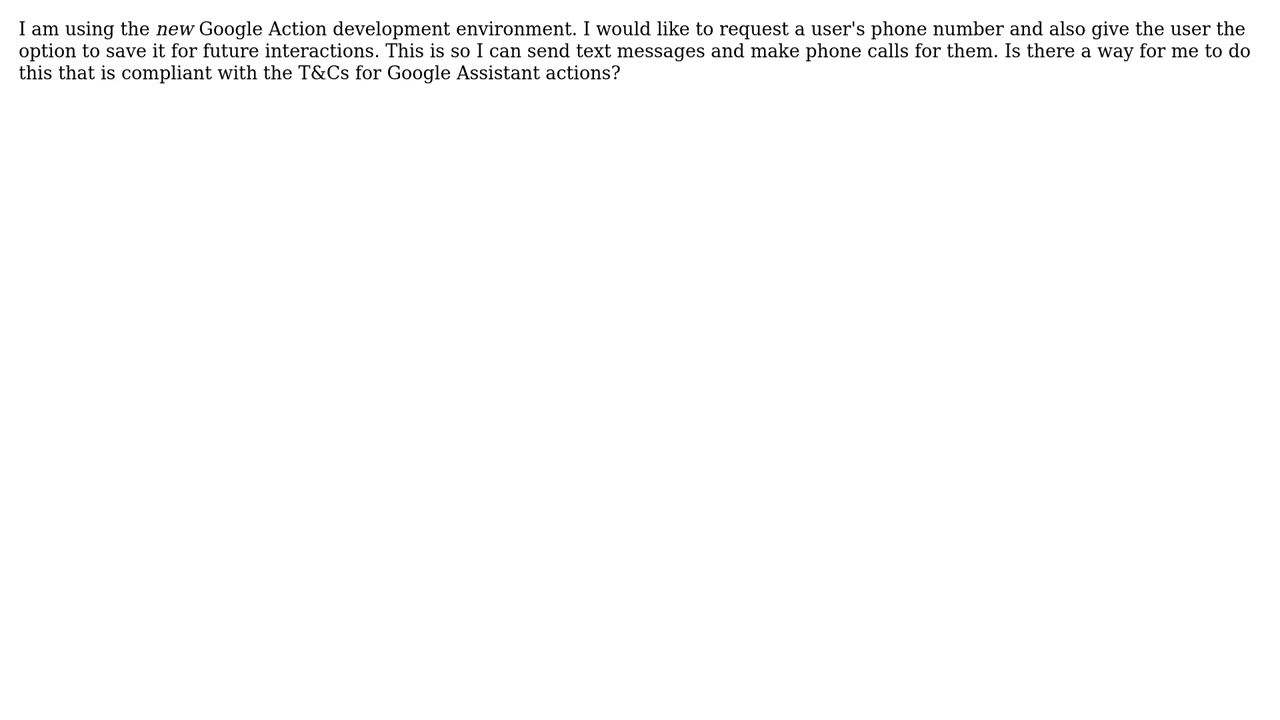 I am using the new Google Action development environment. I would like to request a user's phone number and also give the user the
option to save it for future interactions. This is so I can send text messages and make phone calls for them. Is there a way for me to do
this that is compliant with the T&Cs for Google Assistant actions?